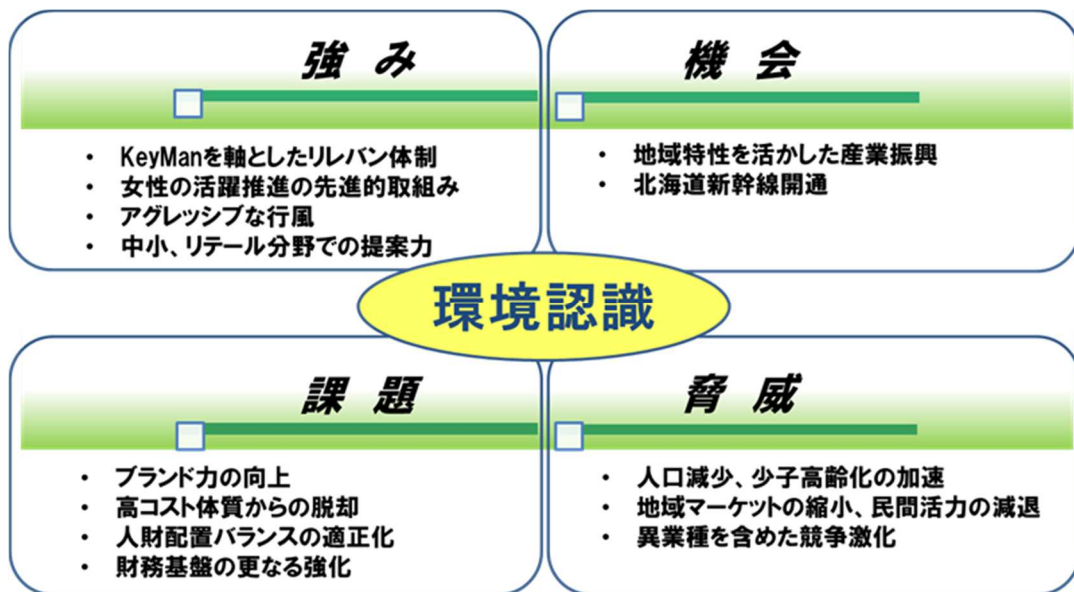 強 み
・ KeyManを軸としたリレバン体制
・ 女性の活躍推進の先進的取組み
・ アグレッシブな行風
・ 中小、リテール分野での提案力
機 会
・ 地域特性を活かした産業振興
・ 北海道新幹線開通
環境認識
課 題
・ ブランド力の向上
・ 高コスト体質からの脱却
・ 人財配置バランスの適正化
・ 財務基盤の更なる強化
脅 威
・ 人口減少、少子高齢化の加速
・ 地域マーケットの縮小、民間活力の減退
・ 異業種を含めた競争激化